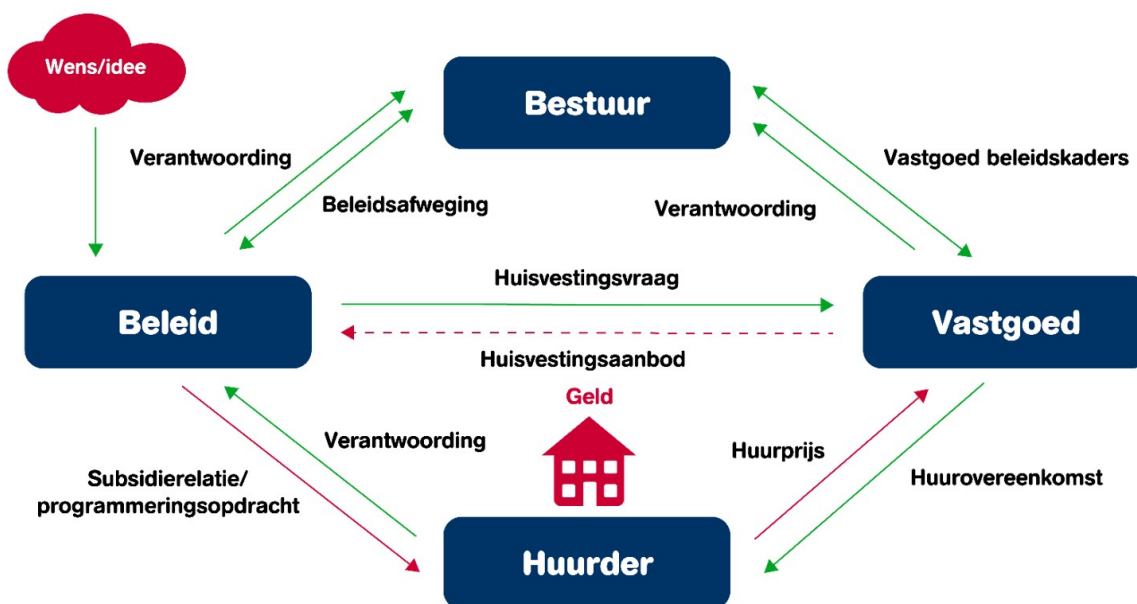 Wens/idee
Bestuur
Verantwoording
Vastgoed beleidskaders
Beleidsafweging
Verantwoording
Huisvestingsvraag
Beleid
Vastgoed
Huisvestingsaanbod
Geld
Verantwoording
Huurprijs
Subsidierelatie/
programmeringsopdracht
Huurovereenkomst
Huurder